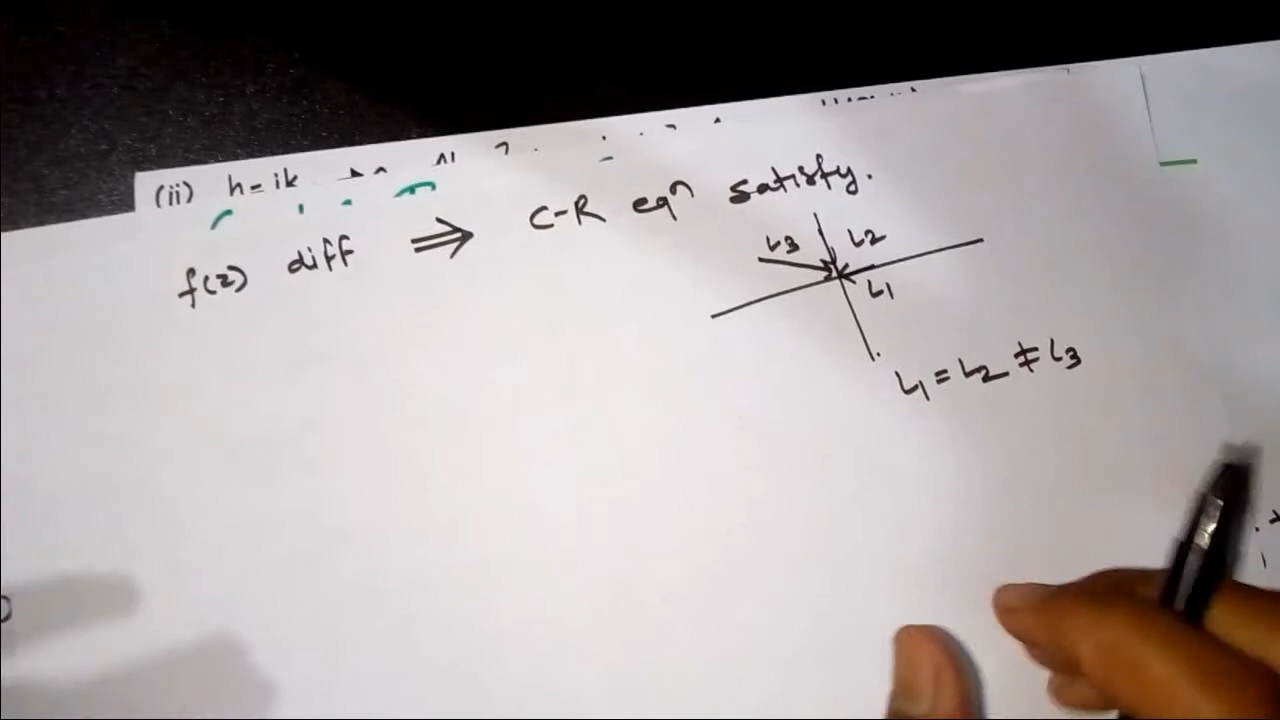 (ii) h = ik
f(z) diff ⟹ C-R eqn satisfy.
L3 L2
L1
L1 = L2 ≠ L3